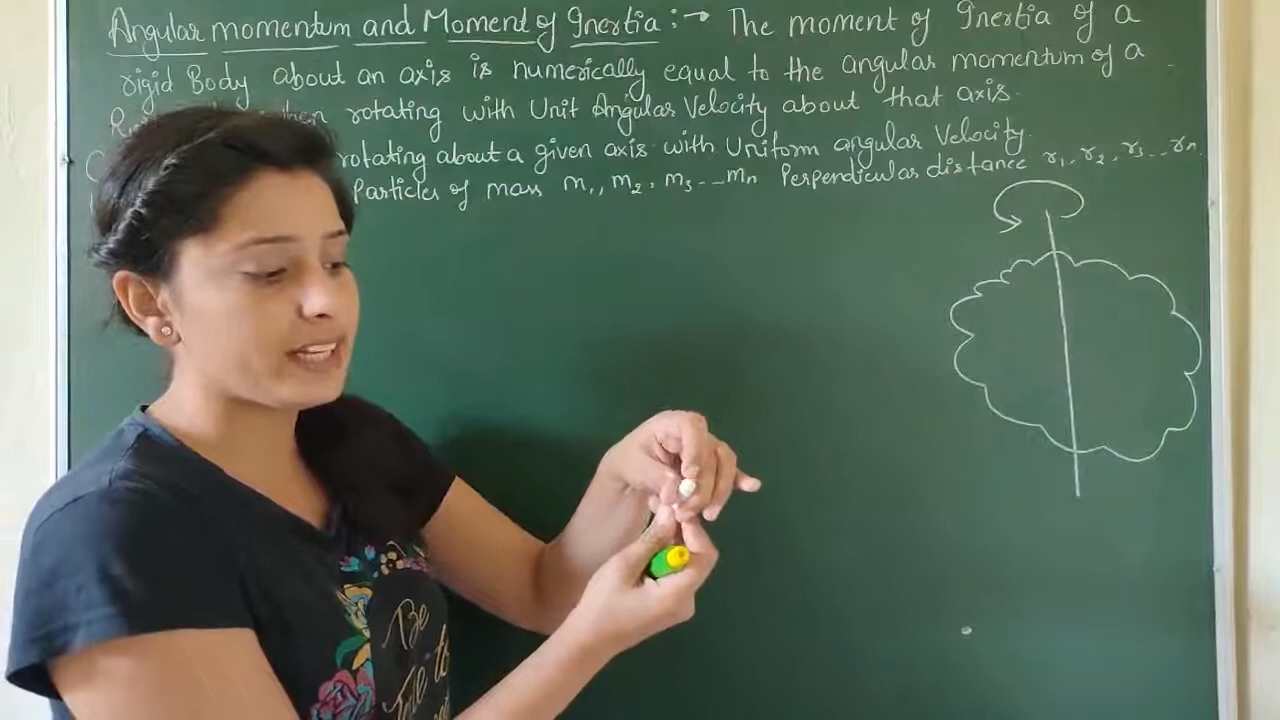 Angular momentum and Moment of Inertia :→ The moment of Inertia of a
rigid Body about an axis is numerically equal to the angular momentum of a
rotating with Unit Angular Velocity about that axis.
rotating about a given axis with Uniform angular Velocity.
Particles of mass m₁, m₂, m₃ -- mₙ Perpendicular distance r₁, r₂, r₃ -- rₙ
Be
to